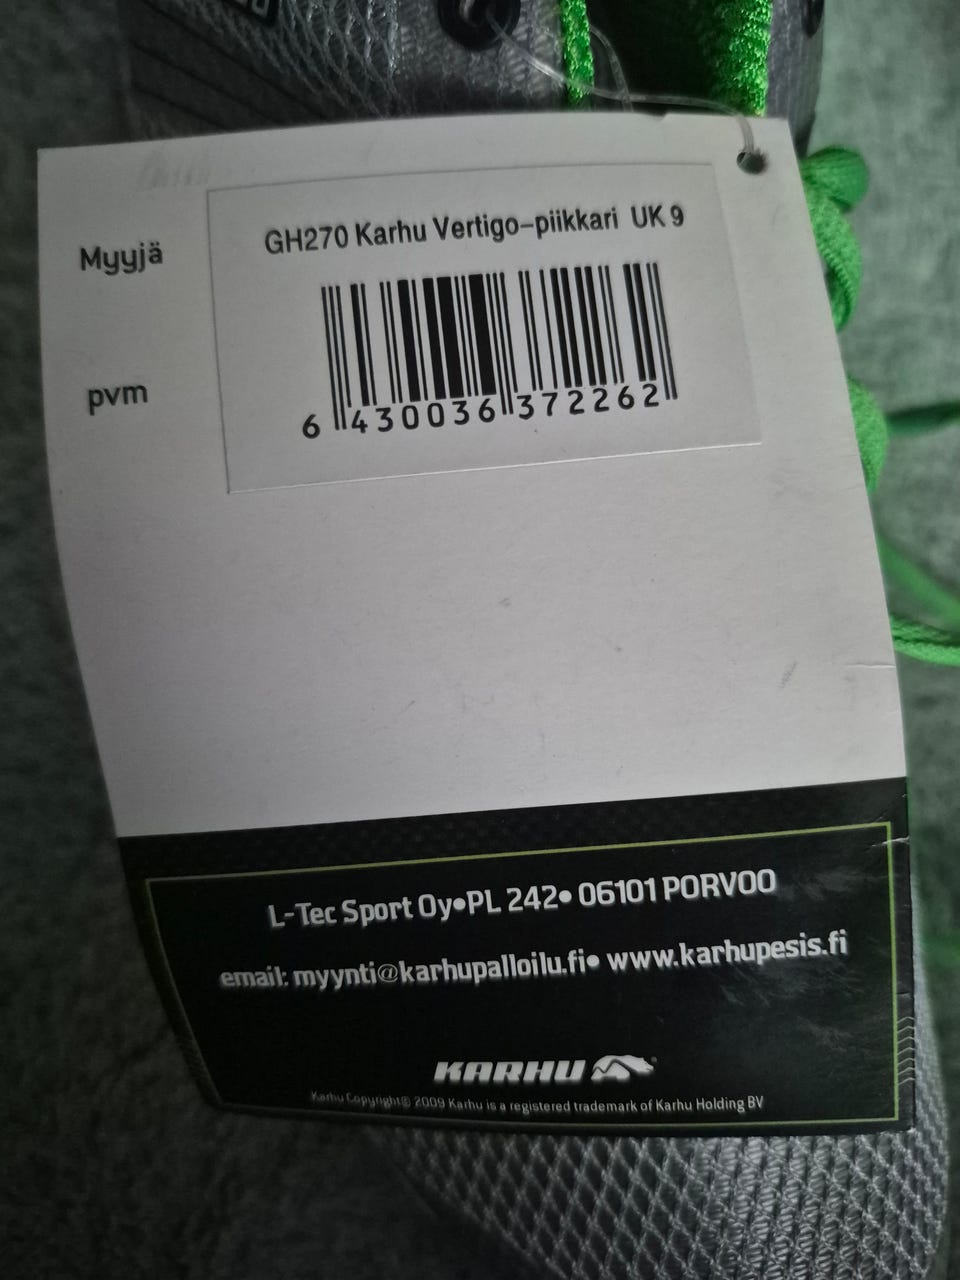 GH270 Karhu Vertigo-piikkari UK 9
Myyjä
pvm
6 430036 372262
L-Tec Sport Oy•PL 242• 06101 PORVOO
email: myynti@karhupalloilu.fi• www.karhupesis.fi
KARHU
Karhu Copyright© 2009 Karhu is a registered trademark of Karhu Holding BV